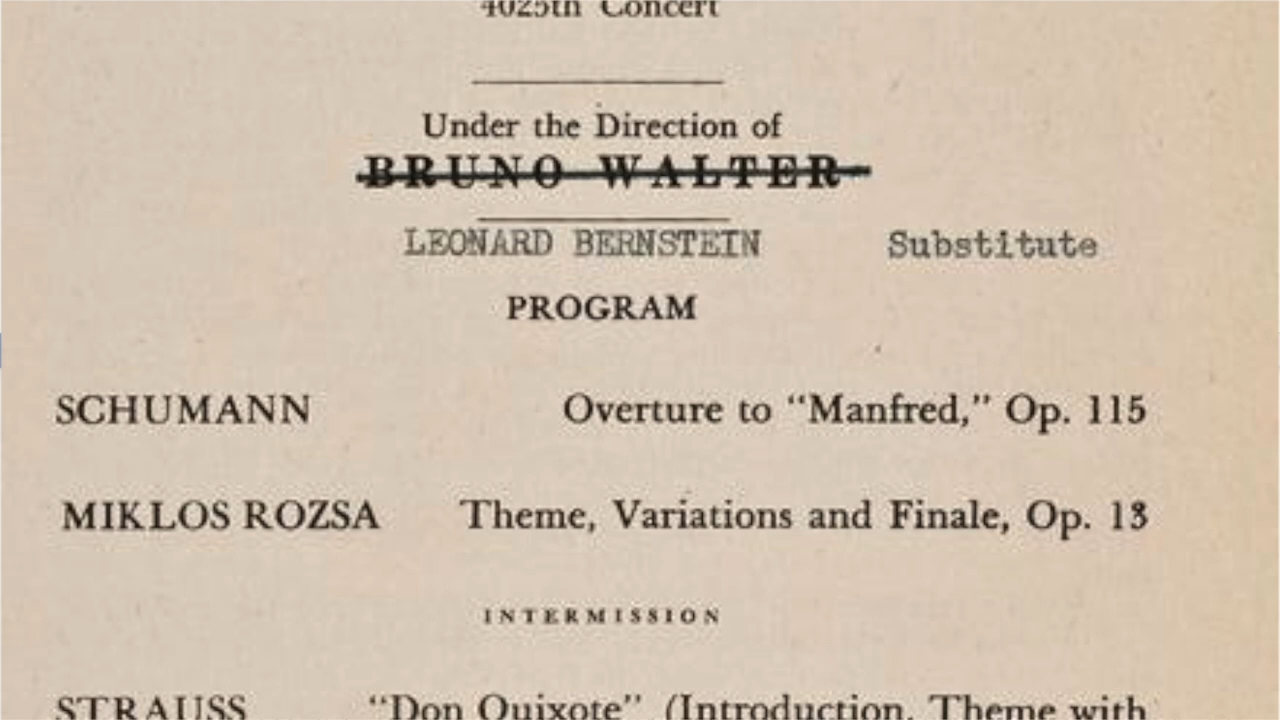 4025th Concert
Under the Direction of
BRUNO WALTER
LEONARD BERNSTEIN Substitute
PROGRAM
SCHUMANN Overture to “Manfred,” Op. 115
MIKLOS ROZSA Theme, Variations and Finale, Op. 13
INTERMISSION
STRAUSS “Don Quixote” (Introduction, Theme with